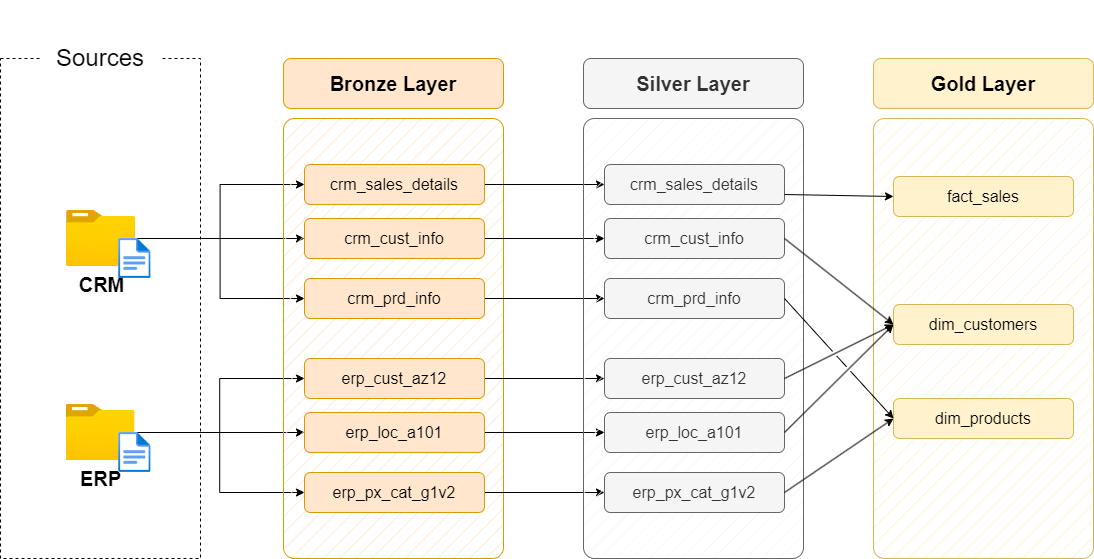 Sources
Bronze Layer
Silver Layer
Gold Layer
CRM
ERP
crm_sales_details
crm_cust_info
crm_prd_info
erp_cust_az12
erp_loc_a101
erp_px_cat_g1v2
crm_sales_details
crm_cust_info
crm_prd_info
erp_cust_az12
erp_loc_a101
erp_px_cat_g1v2
fact_sales
dim_customers
dim_products